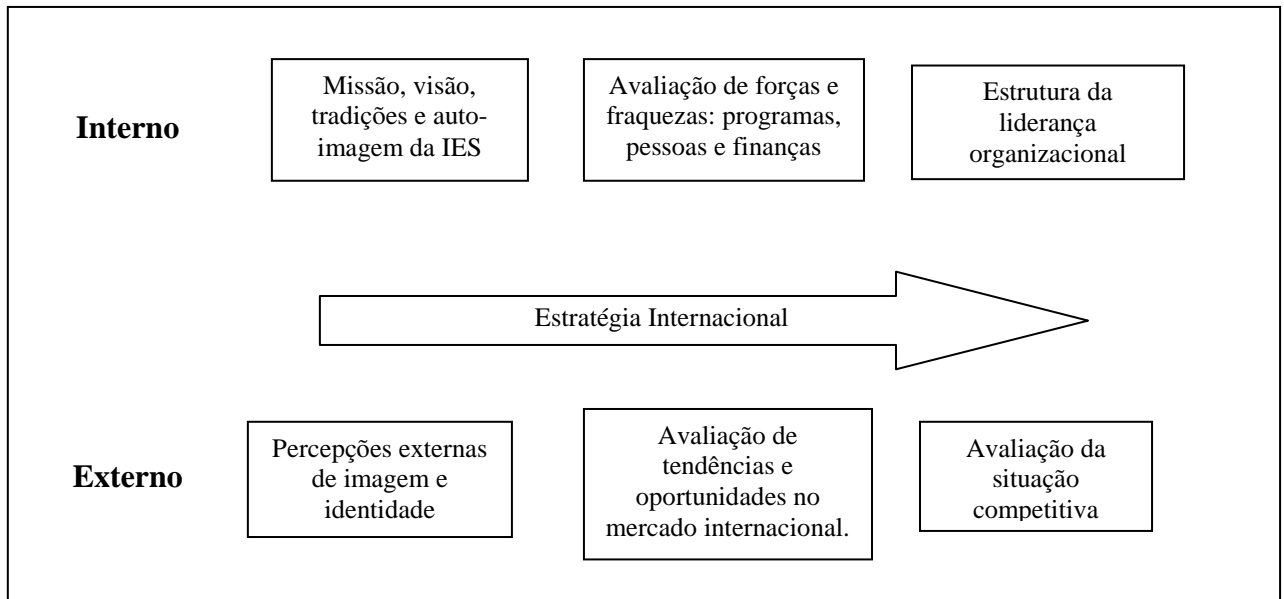 Interno
Missão, visão,
tradições e auto-
imagem da IES
Avaliação de forças e
fraquezas: programas,
pessoas e finanças
Estrutura da
liderança
organizacional
Estratégia Internacional
Externo
Percepções externas
de imagem e
identidade
Avaliação de
tendências e
oportunidades no
mercado internacional.
Avaliação da
situação
competitiva